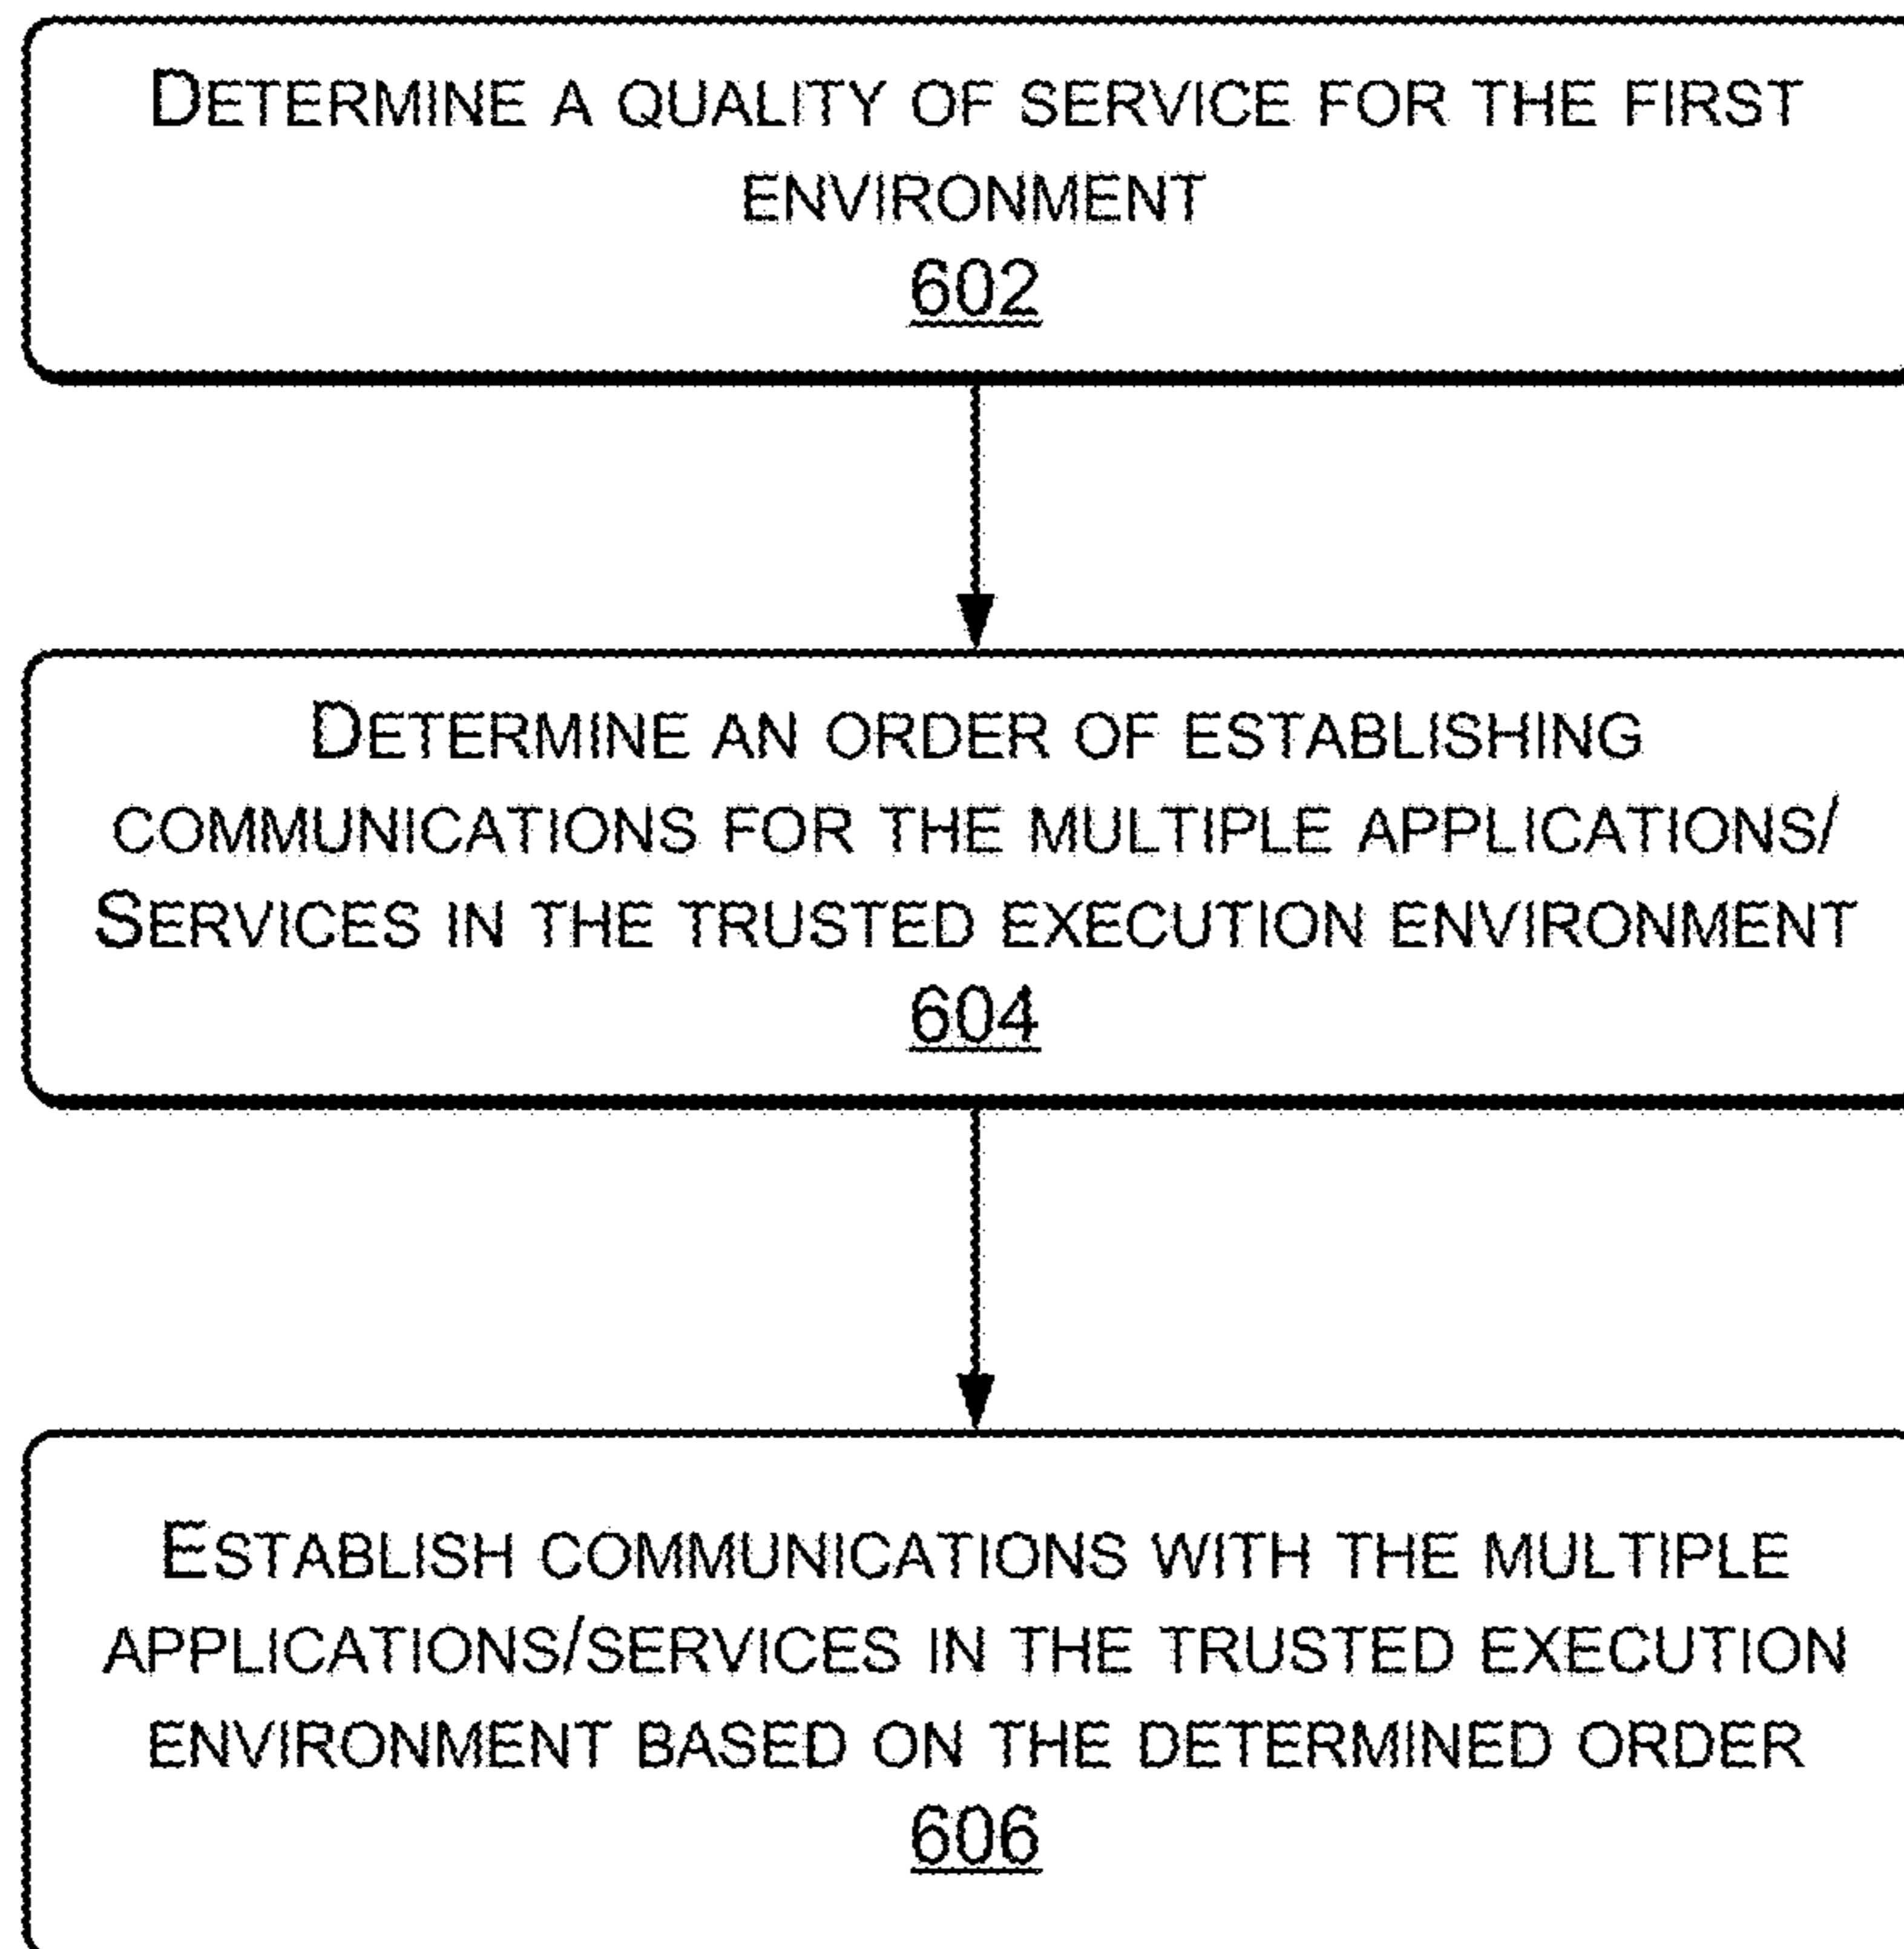 DETERMINE A QUALITY OF SERVICE FOR THE FIRST
ENVIRONMENT
602
DETERMINE AN ORDER OF ESTABLISHING
COMMUNICATIONS FOR THE MULTIPLE APPLICATIONS/
SERVICES IN THE TRUSTED EXECUTION ENVIRONMENT
604
ESTABLISH COMMUNICATIONS WITH THE MULTIPLE
APPLICATIONS/SERVICES IN THE TRUSTED EXECUTION
ENVIRONMENT BASED ON THE DETERMINED ORDER
606